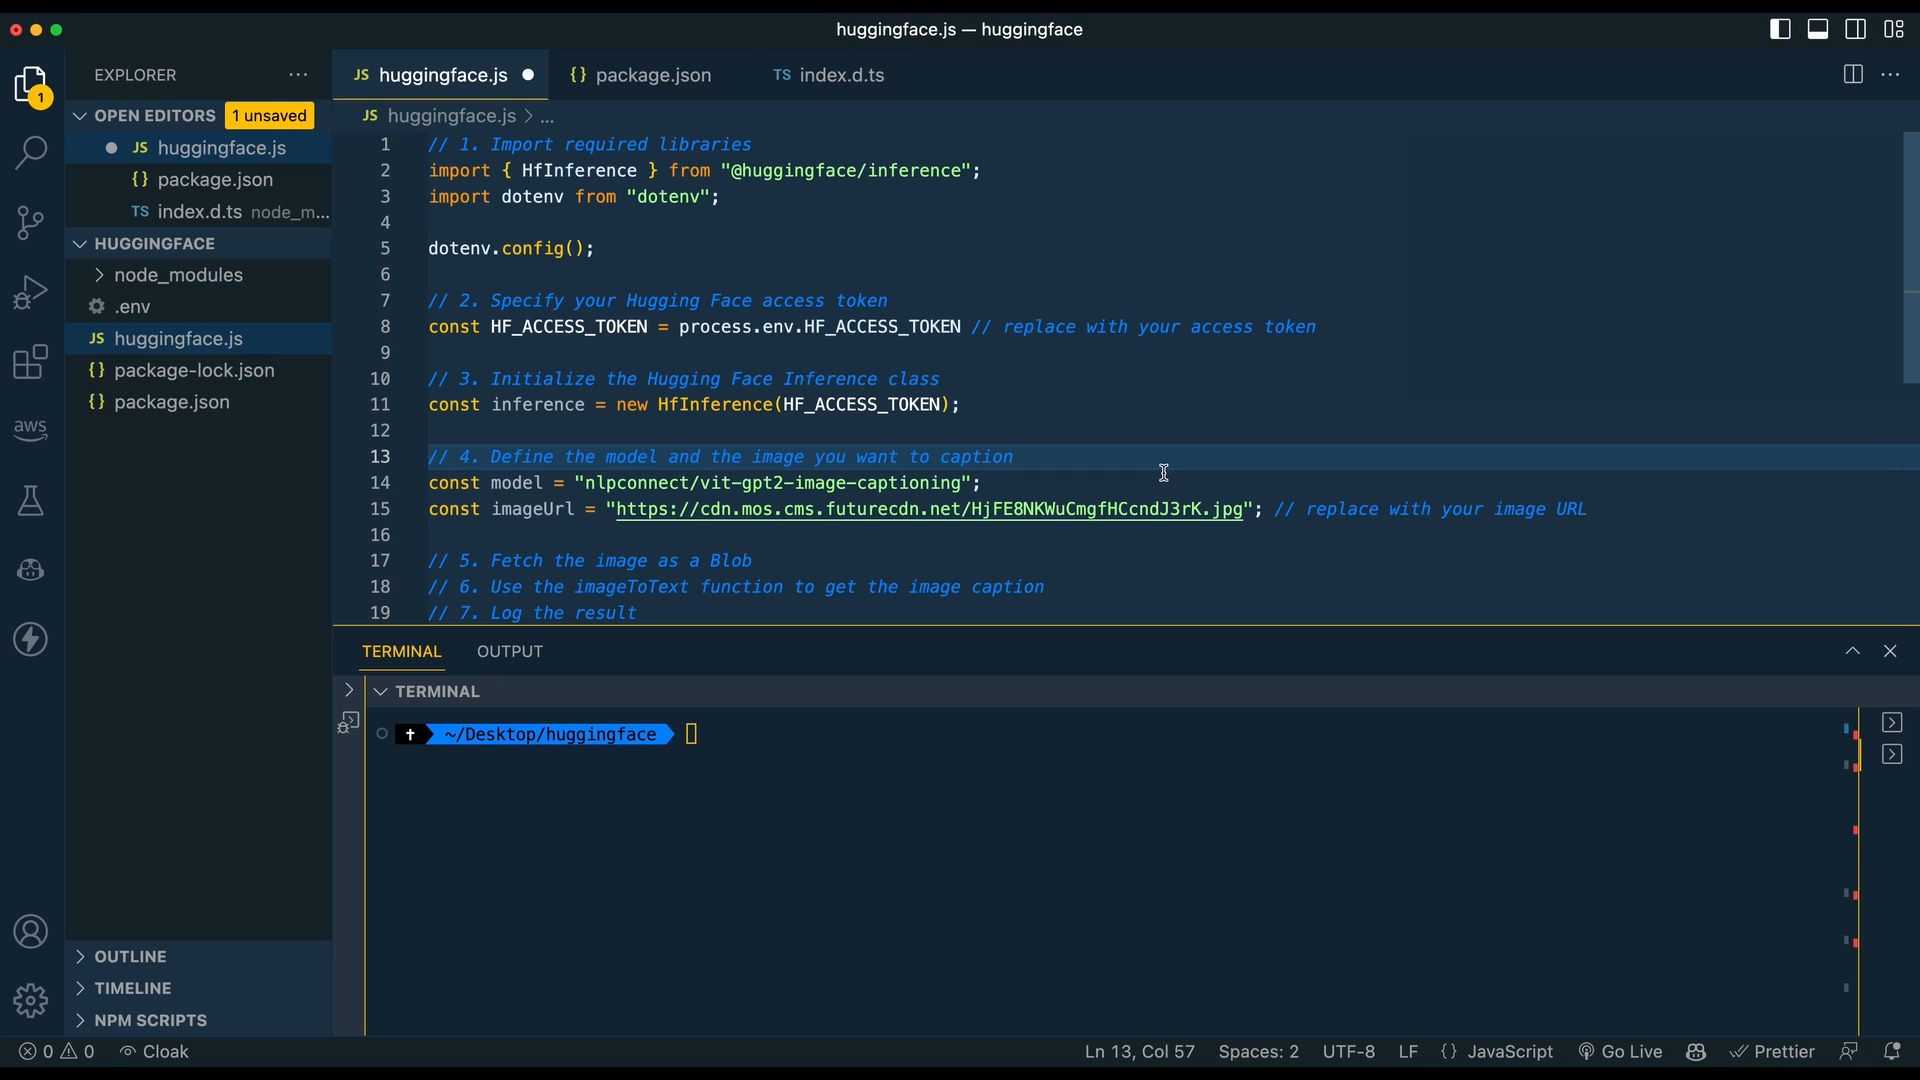 huggingface.js — huggingface
EXPLORER
1
OPEN EDITORS 1 unsaved
JS huggingface.js
{} package.json
TS index.d.ts node_m...
HUGGINGFACE
node_modules
.env
JS huggingface.js
{} package-lock.json
{} package.json
aws
OUTLINE
TIMELINE
NPM SCRIPTS
JS huggingface.js
{} package.json
TS index.d.ts
JS huggingface.js > ...
1 // 1. Import required libraries
2 import { HfInference } from "@huggingface/inference";
3 import dotenv from "dotenv";
4
5 dotenv.config();
6
7 // 2. Specify your Hugging Face access token
8 const HF_ACCESS_TOKEN = process.env.HF_ACCESS_TOKEN // replace with your access token
9
10 // 3. Initialize the Hugging Face Inference class
11 const inference = new HfInference(HF_ACCESS_TOKEN);
12
13 // 4. Define the model and the image you want to caption
14 const model = "nlpconnect/vit-gpt2-image-captioning";
15 const imageUrl = "https://cdn.mos.cms.futurecdn.net/HjFE8NKWuCmgfHCcndJ3rK.jpg"; // replace with your image URL
16
17 // 5. Fetch the image as a Blob
18 // 6. Use the imageToText function to get the image caption
19 // 7. Log the result
TERMINAL OUTPUT
TERMINAL
~/Desktop/huggingface
0 0 Cloak Ln 13, Col 57 Spaces: 2 UTF-8 LF {} JavaScript Go Live Prettier